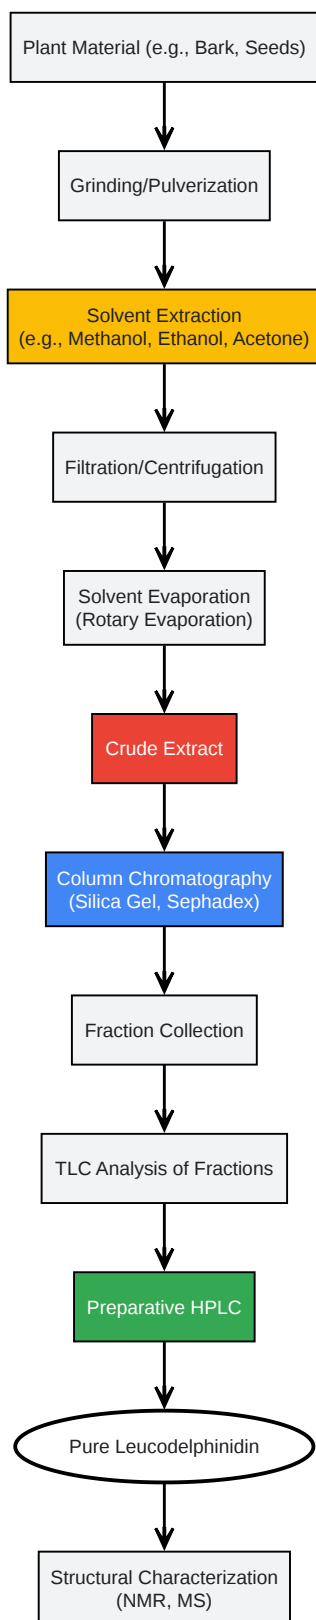 Plant Material (e.g., Bark, Seeds)
Grinding/Pulverization
Solvent Extraction
(e.g., Methanol, Ethanol, Acetone)
Filtration/Centrifugation
Solvent Evaporation
(Rotary Evaporation)
Crude Extract
Column Chromatography
(Silica Gel, Sephadex)
Fraction Collection
TLC Analysis of Fractions
Preparative HPLC
Pure Leucodelphinidin
Structural Characterization
(NMR, MS)